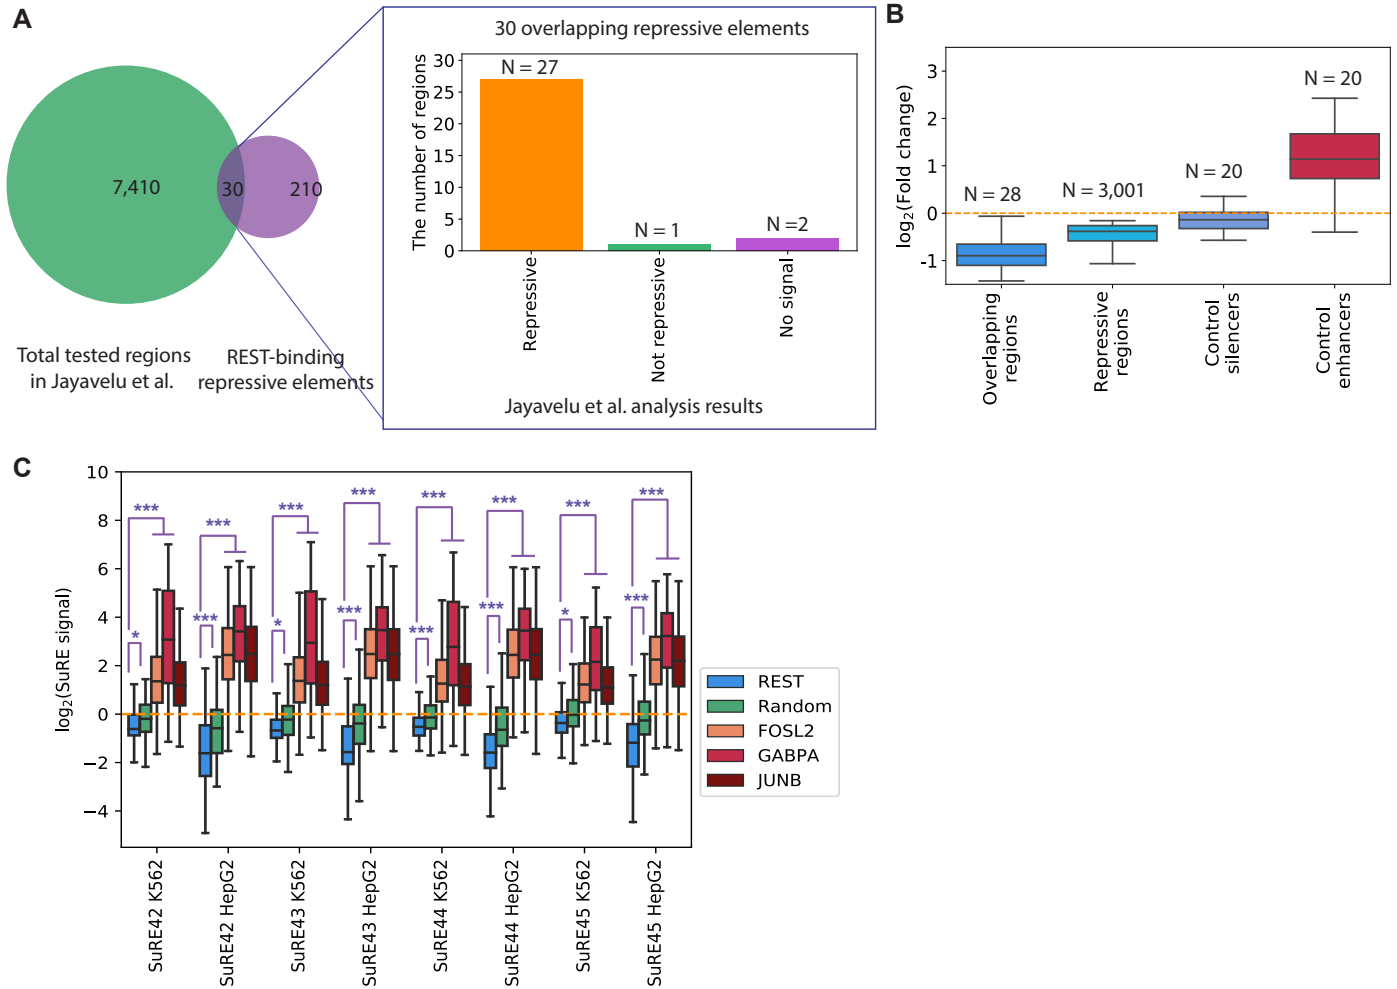 A
7,410
30
210
Total tested regions
in Jayavelu et al.
REST-binding
repressive elements
30 overlapping repressive elements
The number of regions
30
25
20
15
10
5
0
N = 27
N = 1
N =2
Repressive
Not repressive
No signal
Jayavelu et al. analysis results
B
log2(Fold change)
3
2
1
0
-1
N = 28
N = 3,001
N = 20
N = 20
Overlapping
regions
Repressive
regions
Control
silencers
Control
enhancers
C
log2(SuRE signal)
10
8
6
4
2
0
−2
−4
***
*
***
***
***
*
***
***
***
***
***
***
***
*
***
***
SuRE42 K562
SuRE42 HepG2
SuRE43 K562
SuRE43 HepG2
SuRE44 K562
SuRE44 HepG2
SuRE45 K562
SuRE45 HepG2
REST
Random
FOSL2
GABPA
JUNB